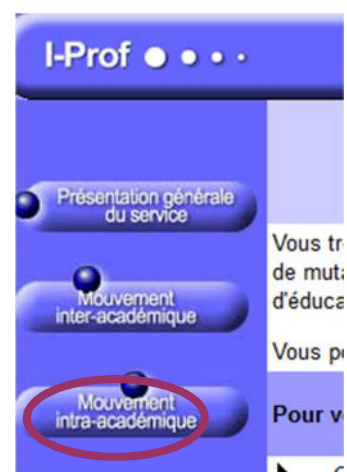 I-Prof
Présentation générale
du service
Mouvement
inter-académique
Mouvement
intra-académique
Vous tr
de muta
d'éduca
Vous p
Pour v